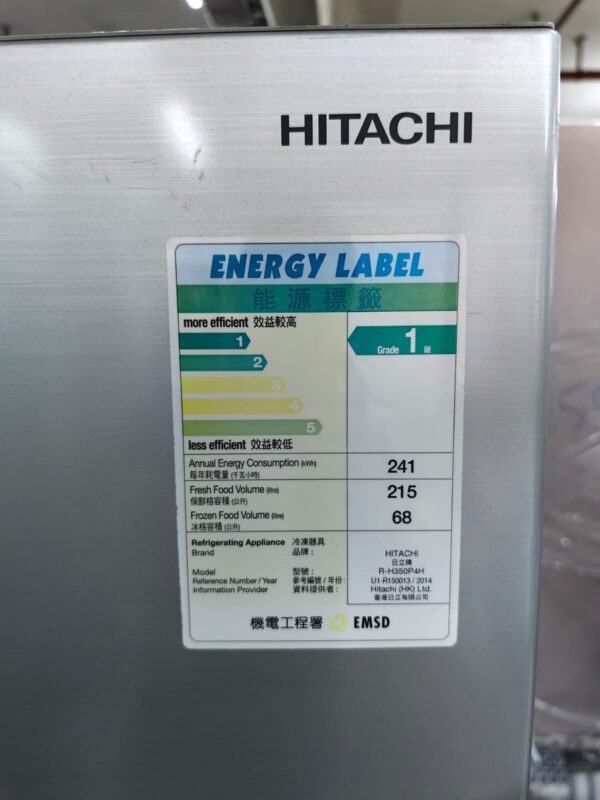 HITACHI
ENERGY LABEL
能源標籤
more efficient 效益較高
1
2
3
4
5
less efficient 效益較低
Grade 1 級
Annual Energy Consumption (kWh) 241
每年耗電量 (千瓦小時)
Fresh Food Volume (litre) 215
保鮮格容積 (公升)
Frozen Food Volume (litre) 68
冰格容積 (公升)
Refrigerating Appliance 冷凍器具
Brand 品牌 : HITACHI
日立牌
Model 型號 : R-H350P4H
Reference Number / Year 參考編號 / 年份 : U1-R150013 / 2014
Information Provider 資料提供者 : Hitachi (HK) Ltd.
香港日立有限公司
機電工程署 EMSD